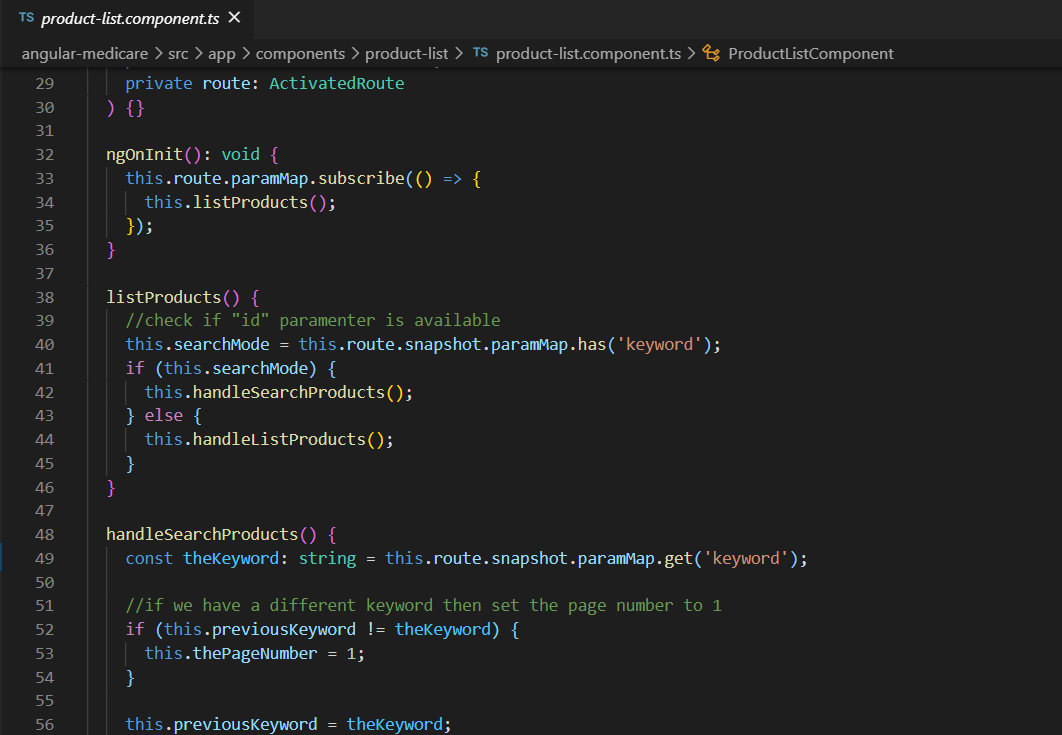 TS product-list.component.ts ×
angular-medicare > src > app > components > product-list > TS product-list.component.ts > ProductListComponent
29 private route: ActivatedRoute
30 ) {}
31
32 ngOnInit(): void {
33 this.route.paramMap.subscribe(() => {
34 this.listProducts();
35 });
36 }
37
38 listProducts() {
39 //check if "id" paramenter is available
40 this.searchMode = this.route.snapshot.paramMap.has('keyword');
41 if (this.searchMode) {
42 this.handleSearchProducts();
43 } else {
44 this.handleListProducts();
45 }
46 }
47
48 handleSearchProducts() {
49 const theKeyword: string = this.route.snapshot.paramMap.get('keyword');
50
51 //if we have a different keyword then set the page number to 1
52 if (this.previousKeyword != theKeyword) {
53 this.thePageNumber = 1;
54 }
55
56 this.previousKeyword = theKeyword;